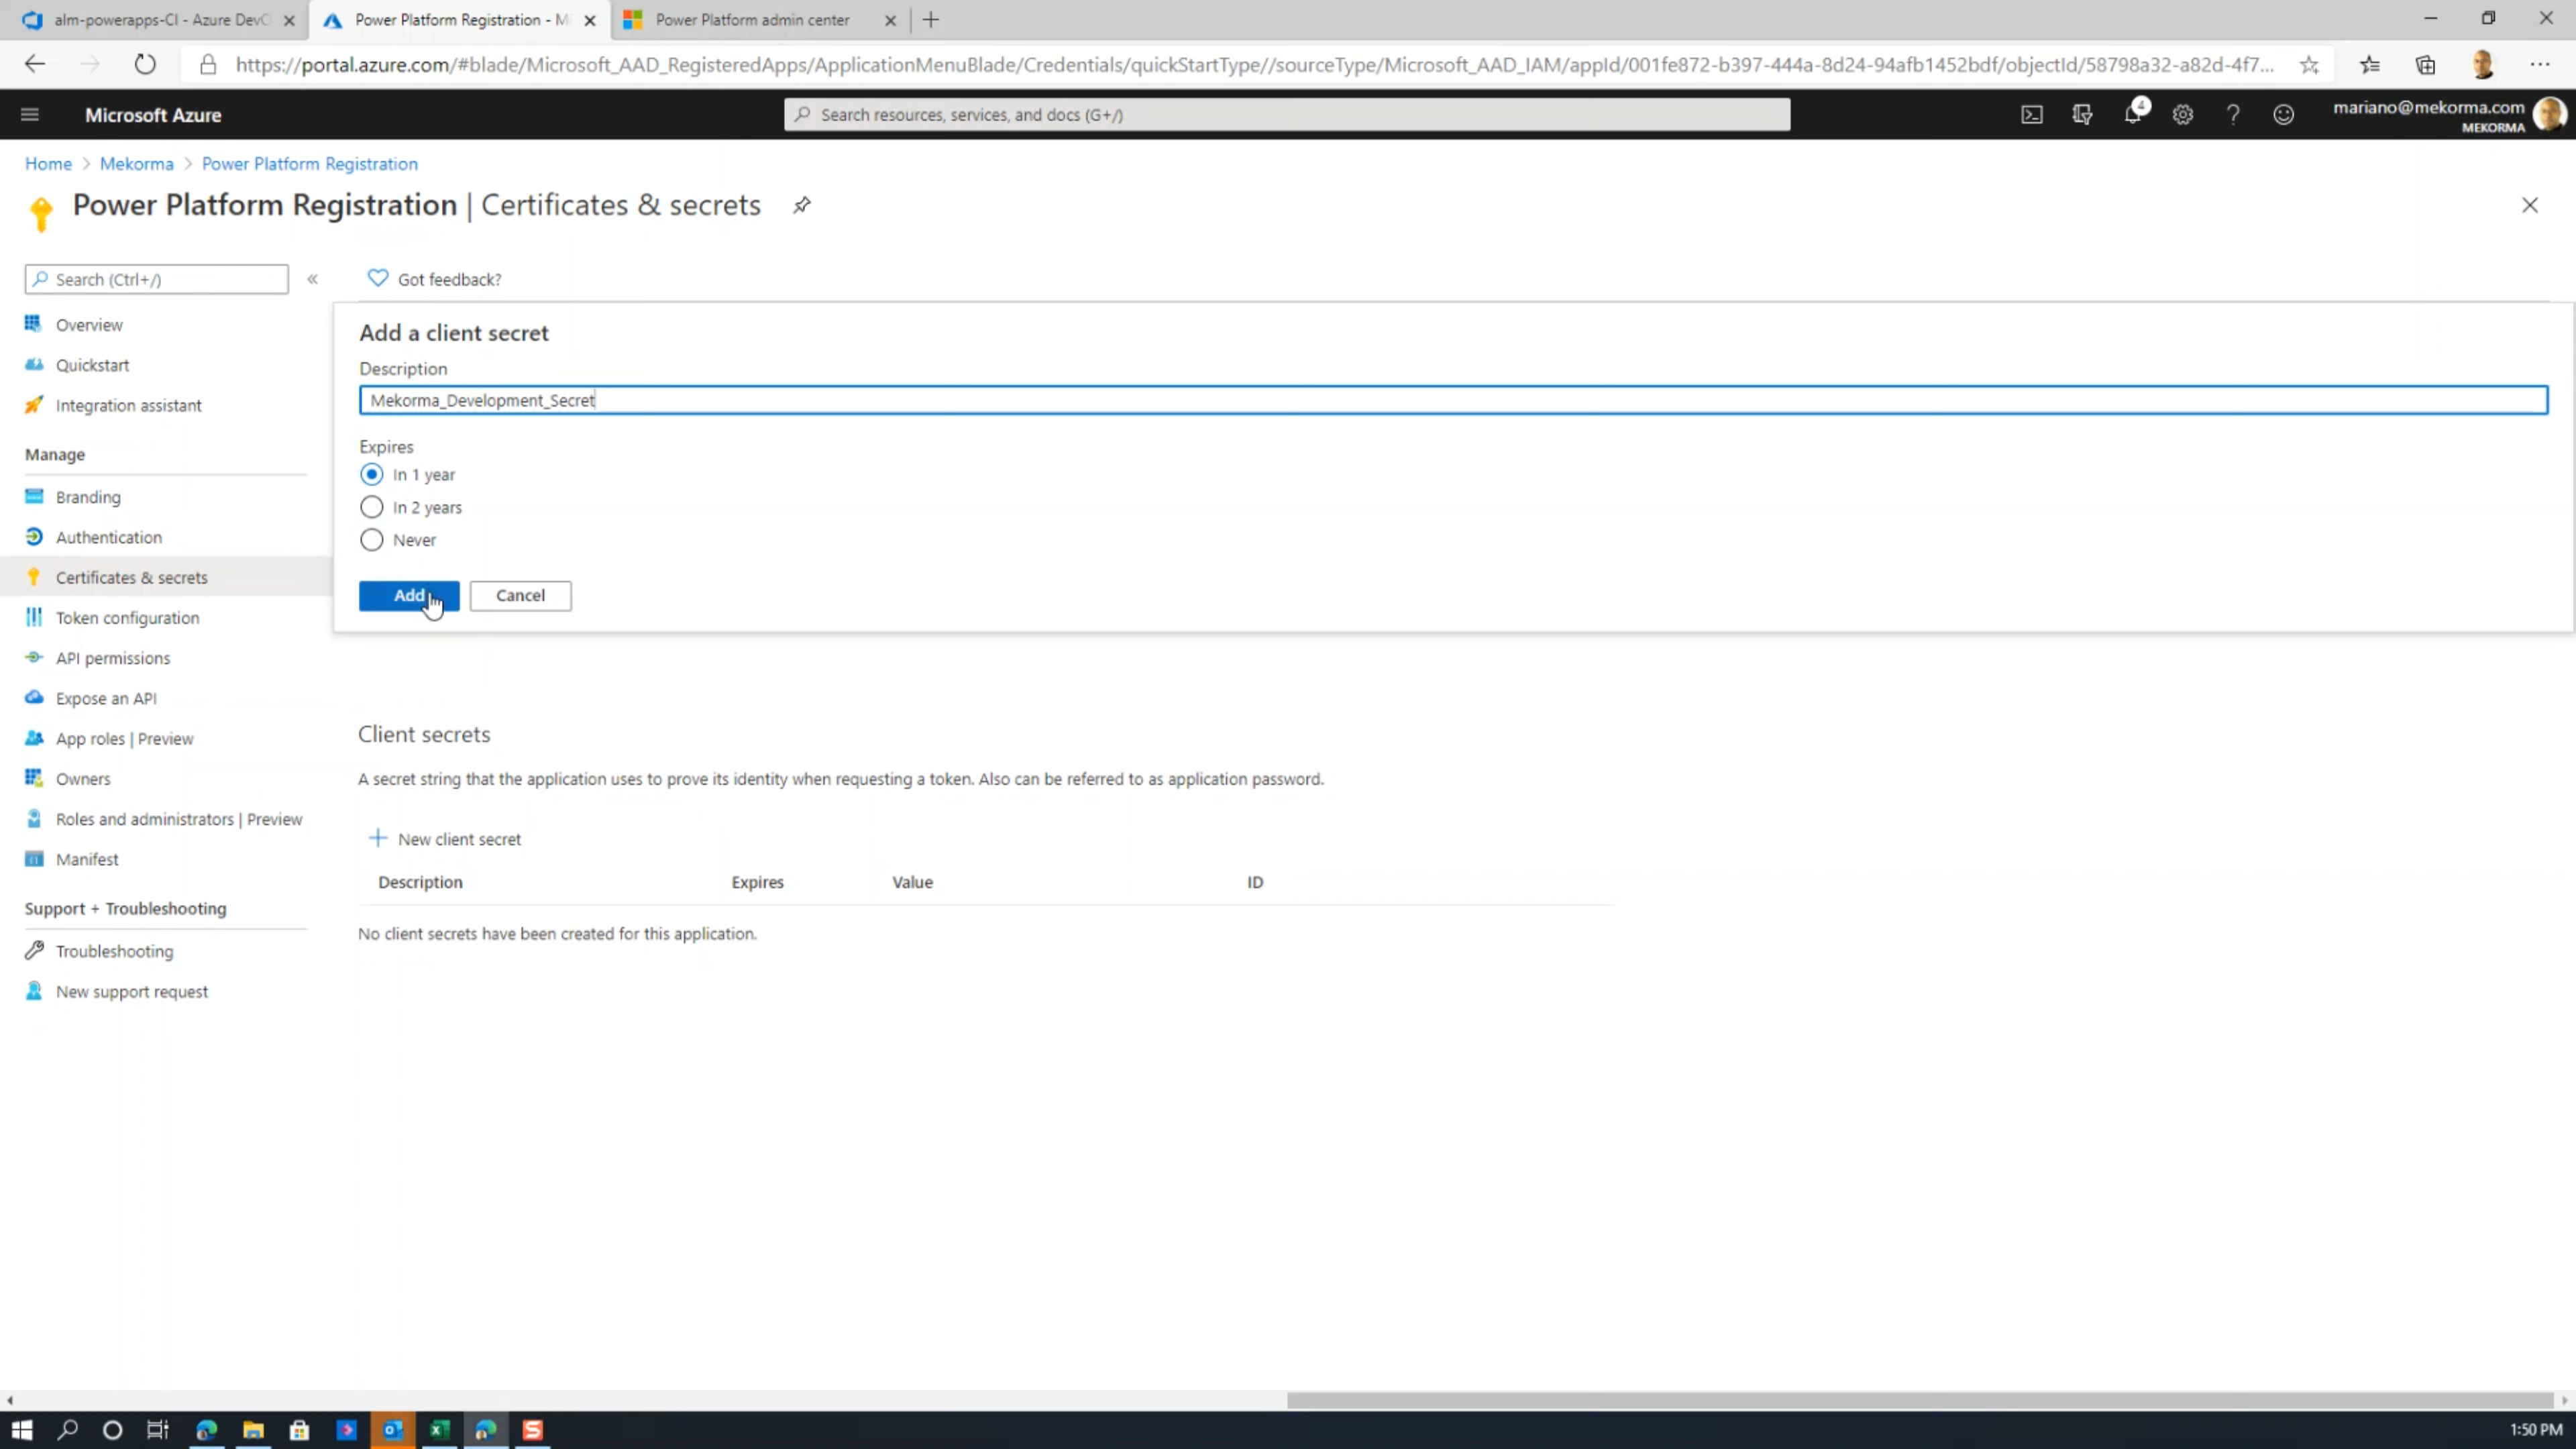 alm-powerapps-CI - Azure DevO
Power Platform Registration - M
Power Platform admin center
https://portal.azure.com/#blade/Microsoft_AAD_RegisteredApps/ApplicationMenuBlade/Credentials/quickStartType//sourceType/Microsoft_AAD_IAM/appId/001fe872-b397-444a-8d24-94afb1452bdf/objectId/58798a32-a82d-4f7...
Microsoft Azure
Search resources, services, and docs (G+/)
4
mariano@mekorma.com
MEKORMA
Home > Mekorma > Power Platform Registration
Power Platform Registration | Certificates & secrets
Search (Ctrl+/)
«
Got feedback?
Overview
Quickstart
Integration assistant
Manage
Branding
Authentication
Certificates & secrets
Token configuration
API permissions
Expose an API
App roles | Preview
Owners
Roles and administrators | Preview
Manifest
Support + Troubleshooting
Troubleshooting
New support request
Add a client secret
Description
Mekorma_Development_Secret
Expires
In 1 year
In 2 years
Never
Add
Cancel
Client secrets
A secret string that the application uses to prove its identity when requesting a token. Also can be referred to as application password.
New client secret
Description Expires Value ID
No client secrets have been created for this application.
1:50 PM